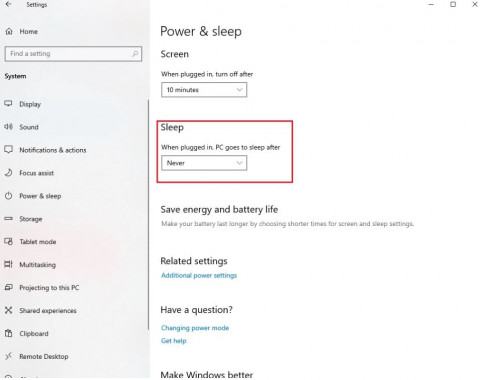 Settings
Home
Find a setting
System
Display
Sound
Notifications & actions
Focus assist
Power & sleep
Storage
Tablet mode
Multitasking
Projecting to this PC
Shared experiences
Clipboard
Remote Desktop
Power & sleep
Screen
When plugged in, turn off after
10 minutes
Sleep
When plugged in, PC goes to sleep after
Never
Save energy and battery life
Make your battery last longer by choosing shorter times for screen and sleep settings.
Related settings
Additional power settings
Have a question?
Changing power mode
Get help
Make Windows better